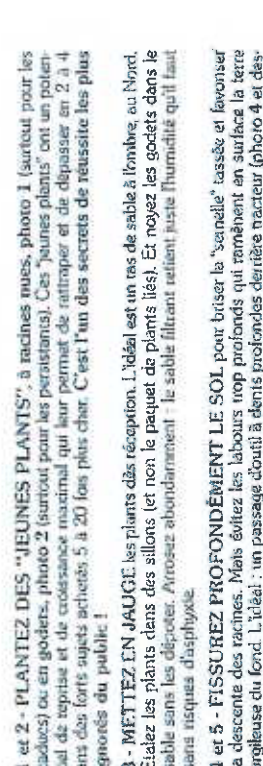 et 2 - PLANTEZ DES "JEUNES PLANTS", à racines nues, photo 1 (surtout pour les
caducs) ou en godets, photo 2 (surtout pour les persistants). Ces "jeunes plants" ont un poten-
tial de reprise et de croissance maximal qui leur permet de rattraper et de dépasser en 2 à 4
ans des forts sujets achetés 5 à 20 fois plus cher. C'est l'un des secrets de réussite les plus
ignorés du public !
3 - METTEZ EN JAUGE les plants dès réception. L'idéal est un tas de sable à l'ombre, au Nord.
Etalez les plants dans des sillons (et non le paquet de plants liés). Et noyez les godets dans le
sable sans les dépoter. Arrosez abondamment : le sable filtrant retient juste l'humidité qu'il faut
sans risques d'asphyxie.
et 5 - FISSUREZ PROFONDÉMENT LE SOL pour briser la "semelle" tassée et favoriser
la descente des racines. Mais évitez les labours trop profonds qui ramènent en surface la terre
argileuse du fond. L'idéal : un passage d'outil à dents profondes derrière tracteur (photo 4 et des-